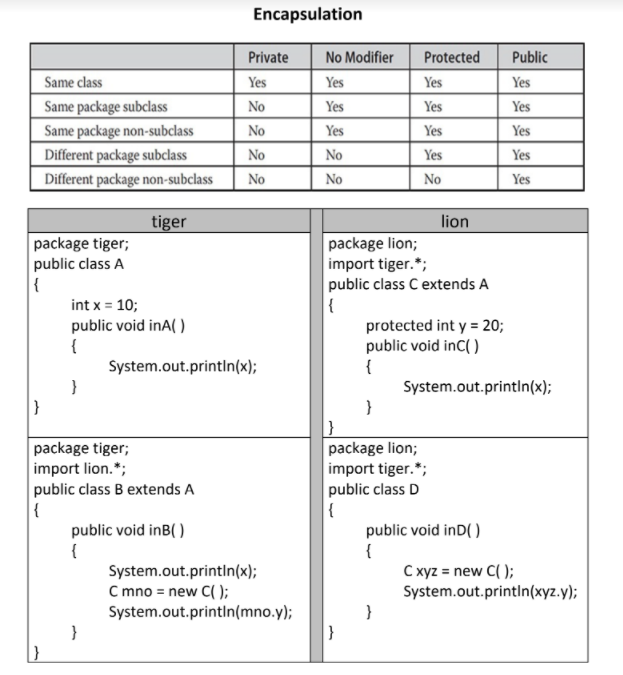 Encapsulation
Private No Modifier Protected Public
Same class Yes Yes Yes Yes
Same package subclass No Yes Yes Yes
Same package non-subclass No Yes Yes Yes
Different package subclass No No Yes Yes
Different package non-subclass No No No Yes
tiger
package tiger;
public class A
{
int x = 10;
public void inA( )
{
System.out.println(x);
}
}
lion
package lion;
import tiger.*;
public class C extends A
{
protected int y = 20;
public void inC( )
{
System.out.println(x);
}
}
package tiger;
import lion.*;
public class B extends A
{
public void inB( )
{
System.out.println(x);
C mno = new C( );
System.out.println(mno.y);
}
}
package lion;
import tiger.*;
public class D
{
public void inD( )
{
C xyz = new C( );
System.out.println(xyz.y);
}
}